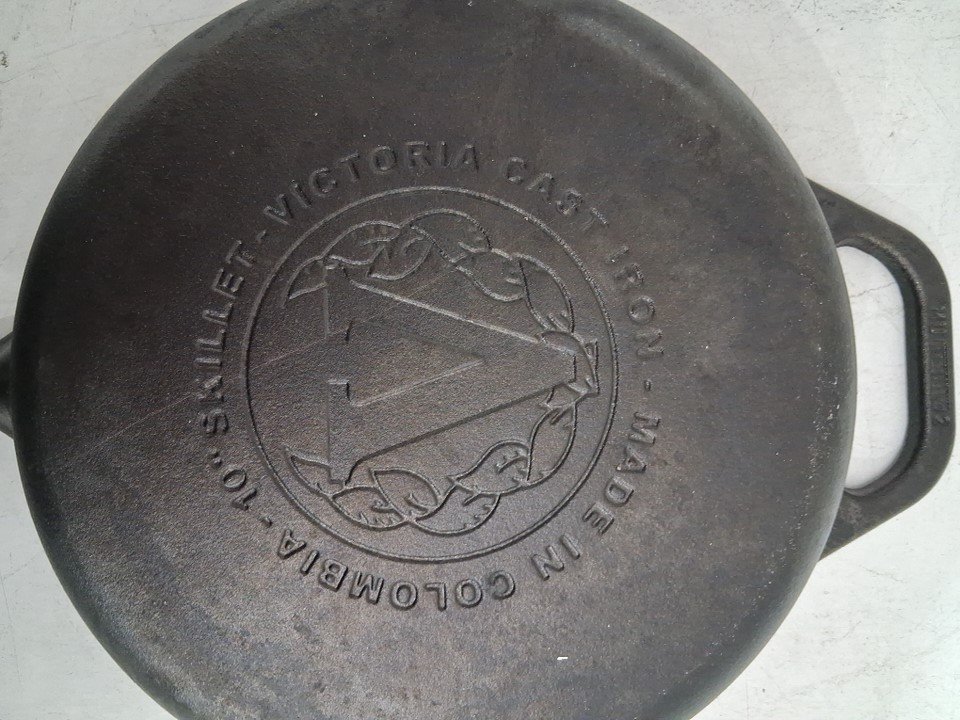 VICTORIA CAST IRON - MADE IN COLOMBIA - 10" SKILLET -
V